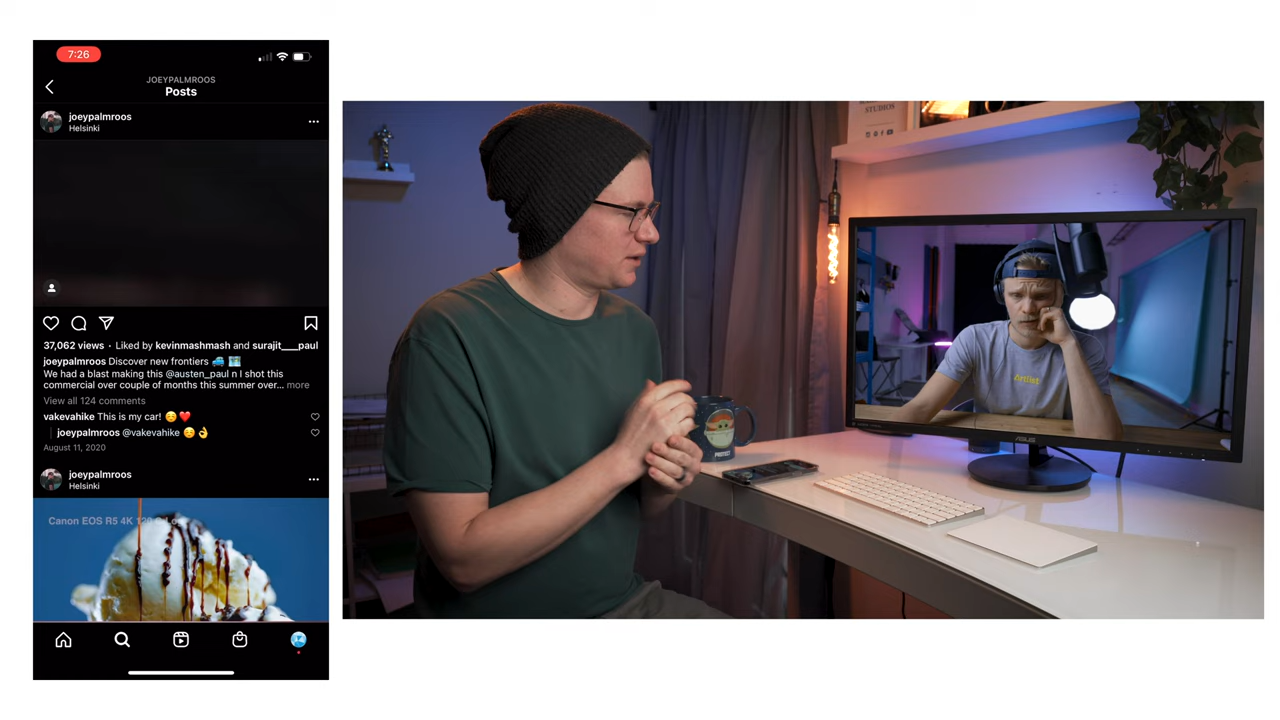 7:26
JOEYPALMROOS
Posts
joeypalmroos
Helsinki
37,062 views · Liked by kevinmashmash and surajit___paul
joeypalmroos Discover new frontiers 🚙 🗺️
We had a blast making this @austen_paul n I shot this
commercial over couple of months this summer over... more
View all 124 comments
vakevahike This is my car! ☺️❤️
joeypalmroos @vakevahike ☺️👌
August 11, 2020
joeypalmroos
Helsinki
Canon EOS R5 4K 120 C-Log
STUDIOS
Artlist
PROTECT
ASUS